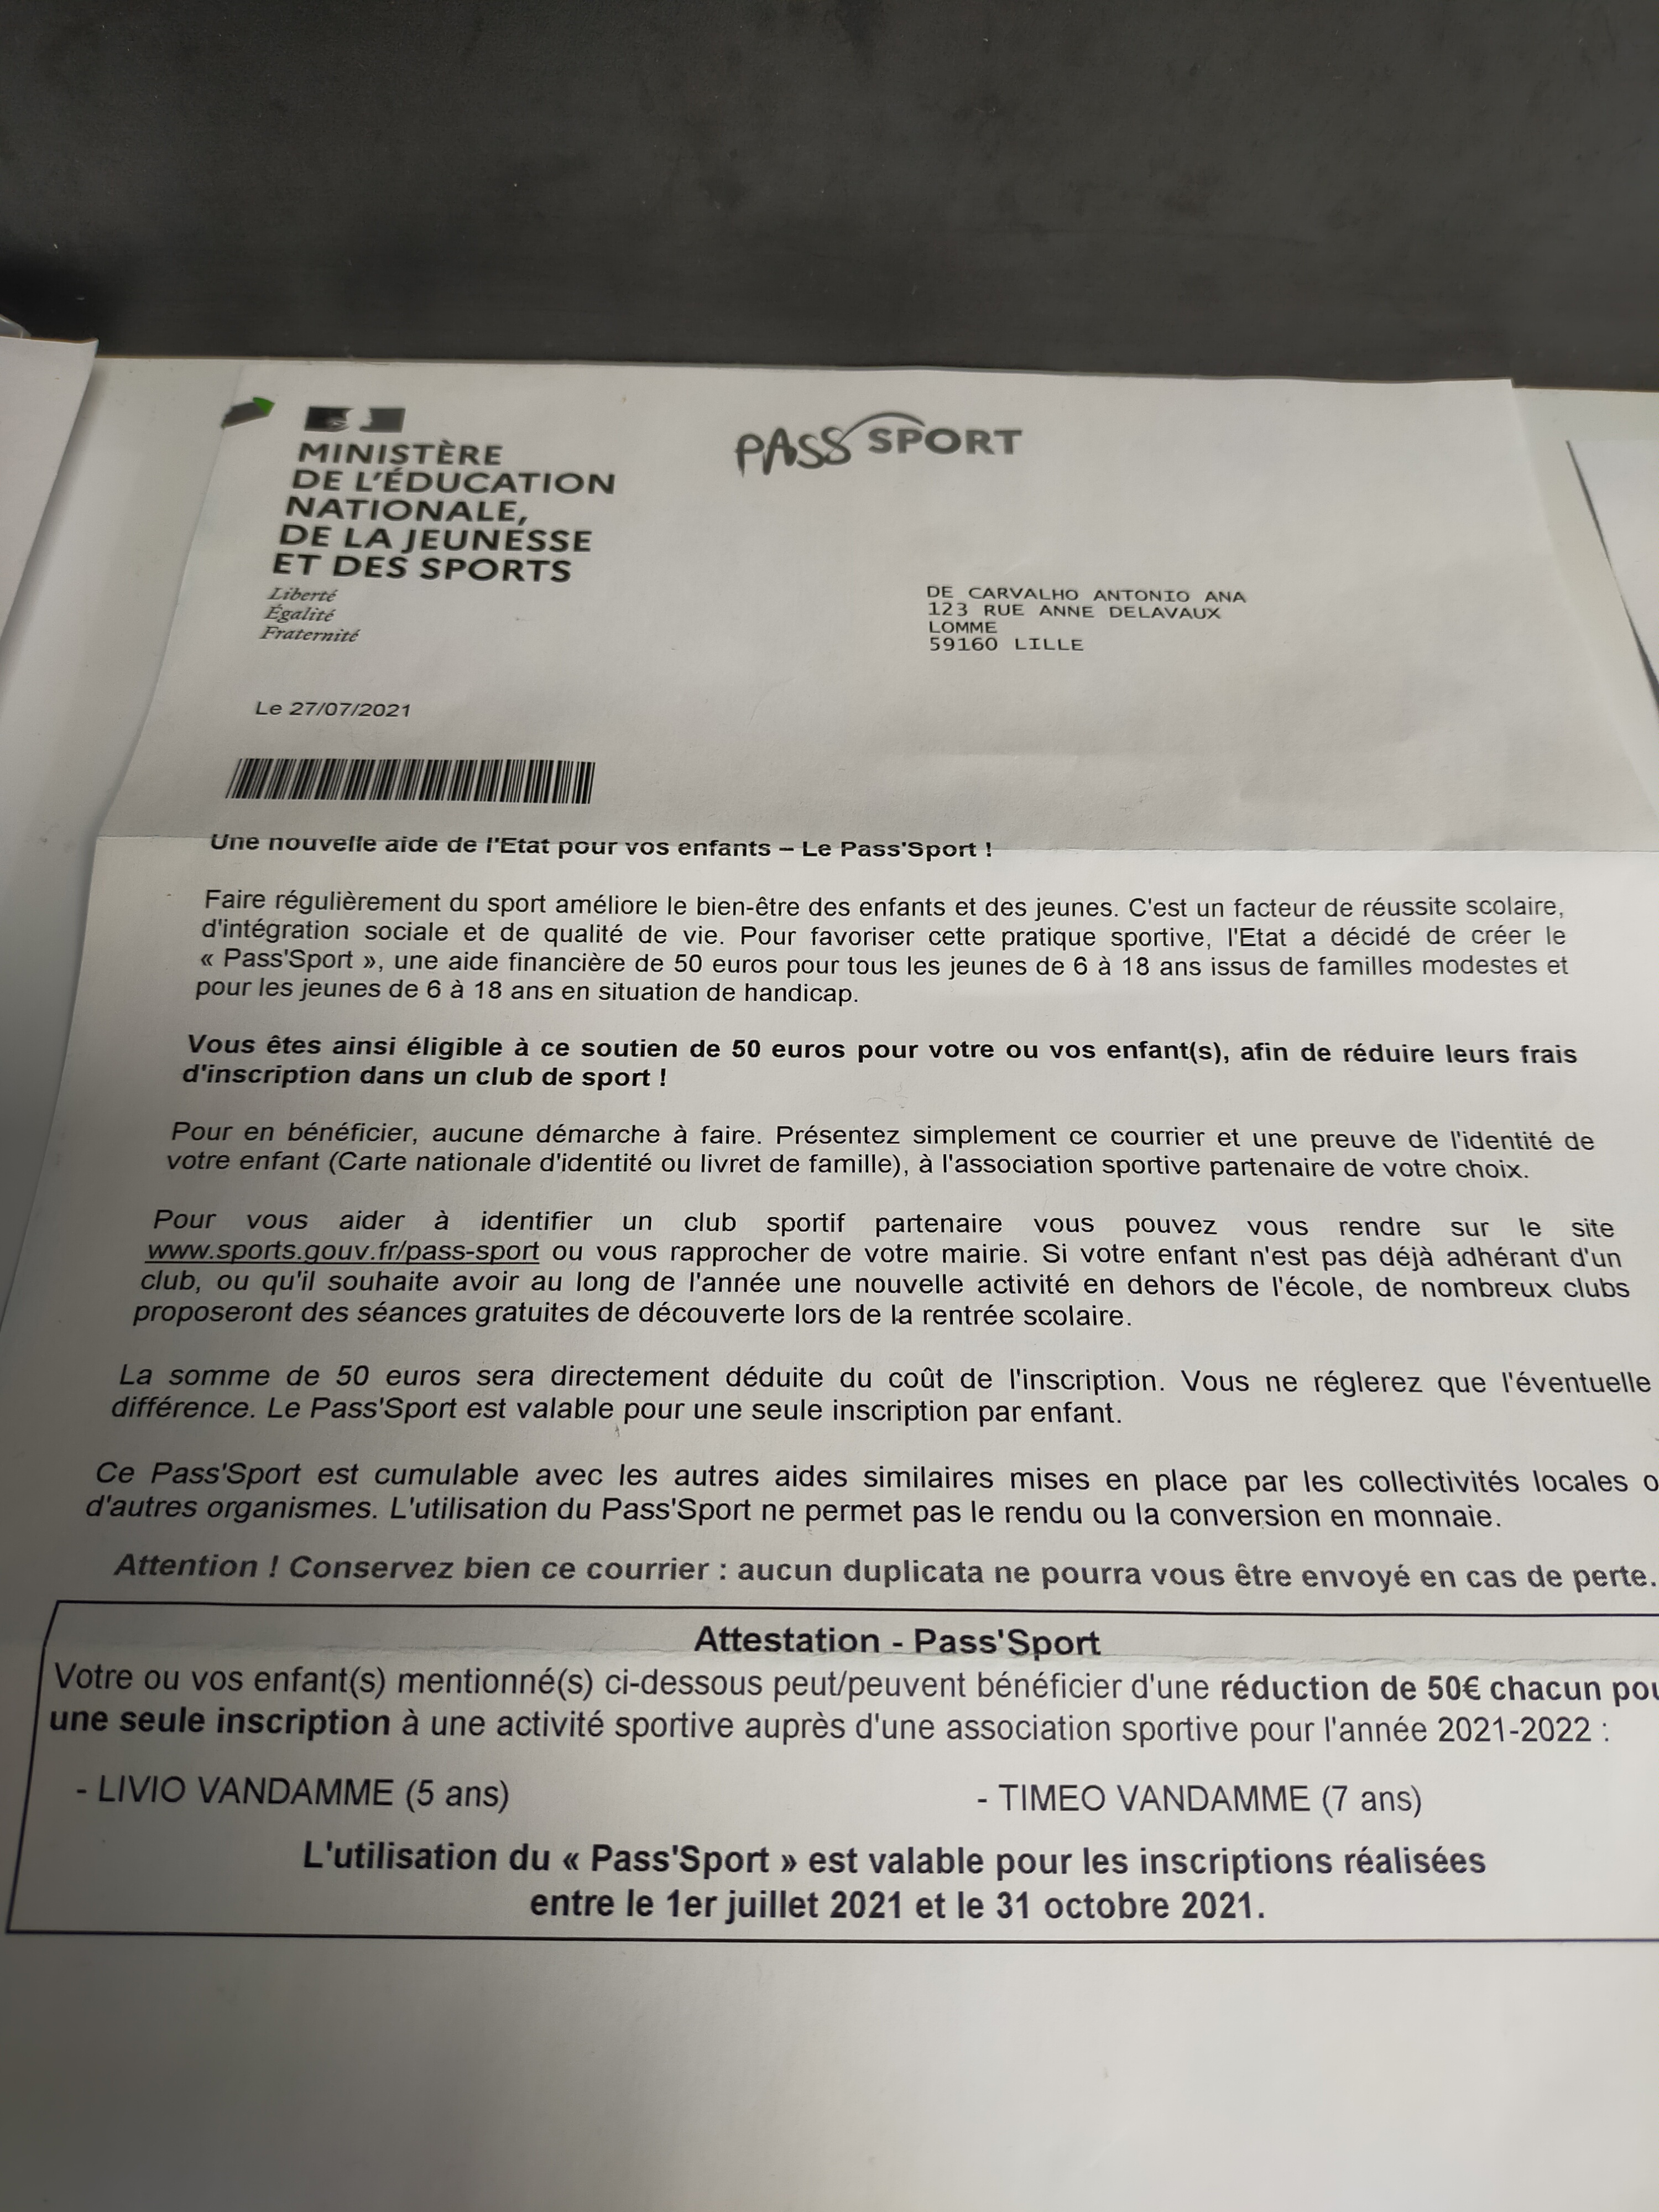 MINISTÈRE
DE L'ÉDUCATION
NATIONALE,
DE LA JEUNESSE
ET DES SPORTS
Liberté
Égalité
Fraternité
PASS SPORT
DE CARVALHO ANTONIO ANA
123 RUE ANNE DELAVAUX
LOMME
59160 LILLE
Le 27/07/2021
Une nouvelle aide de l'Etat pour vos enfants – Le Pass'Sport !
Faire régulièrement du sport améliore le bien-être des enfants et des jeunes. C'est un facteur de réussite scolaire,
d'intégration sociale et de qualité de vie. Pour favoriser cette pratique sportive, l'Etat a décidé de créer le
« Pass'Sport », une aide financière de 50 euros pour tous les jeunes de 6 à 18 ans issus de familles modestes et
pour les jeunes de 6 à 18 ans en situation de handicap.
Vous êtes ainsi éligible à ce soutien de 50 euros pour votre ou vos enfant(s), afin de réduire leurs frais
d'inscription dans un club de sport !
Pour en bénéficier, aucune démarche à faire. Présentez simplement ce courrier et une preuve de l'identité de
votre enfant (Carte nationale d'identité ou livret de famille), à l'association sportive partenaire de votre choix.
Pour vous aider à identifier un club sportif partenaire vous pouvez vous rendre sur le site
www.sports.gouv.fr/pass-sport ou vous rapprocher de votre mairie. Si votre enfant n'est pas déjà adhérant d'un
club, ou qu'il souhaite avoir au long de l'année une nouvelle activité en dehors de l'école, de nombreux clubs
proposeront des séances gratuites de découverte lors de la rentrée scolaire.
La somme de 50 euros sera directement déduite du coût de l'inscription. Vous ne réglerez que l'éventuelle
différence. Le Pass'Sport est valable pour une seule inscription par enfant.
Ce Pass'Sport est cumulable avec les autres aides similaires mises en place par les collectivités locales o
d'autres organismes. L'utilisation du Pass'Sport ne permet pas le rendu ou la conversion en monnaie.
Attention ! Conservez bien ce courrier : aucun duplicata ne pourra vous être envoyé en cas de perte.
Attestation - Pass'Sport
Votre ou vos enfant(s) mentionné(s) ci-dessous peut/peuvent bénéficier d'une réduction de 50€ chacun pou
une seule inscription à une activité sportive auprès d'une association sportive pour l'année 2021-2022 :
- LIVIO VANDAMME (5 ans) - TIMEO VANDAMME (7 ans)
L'utilisation du « Pass'Sport » est valable pour les inscriptions réalisées
entre le 1er juillet 2021 et le 31 octobre 2021.